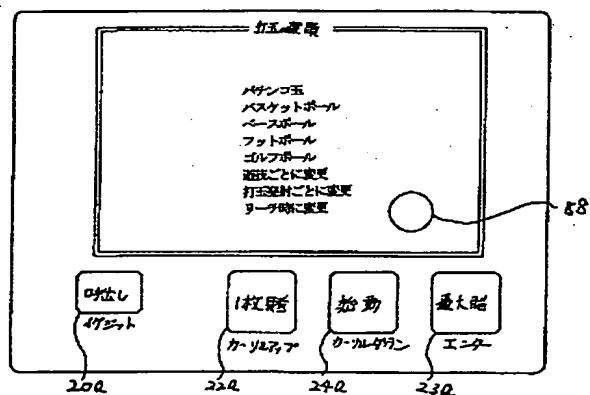 打玉の種類
パチンコ玉
バスケットボール
ベースボール
フットボール
ゴルフボール
遊技ごとに変更
打玉発射ごとに変更
リーチ時に変更
88
呼出し
1枚賭
始動
最大賭
イグジット
カーソルアップ
カーソルダウン
エンター
20a
22a
24a
23a